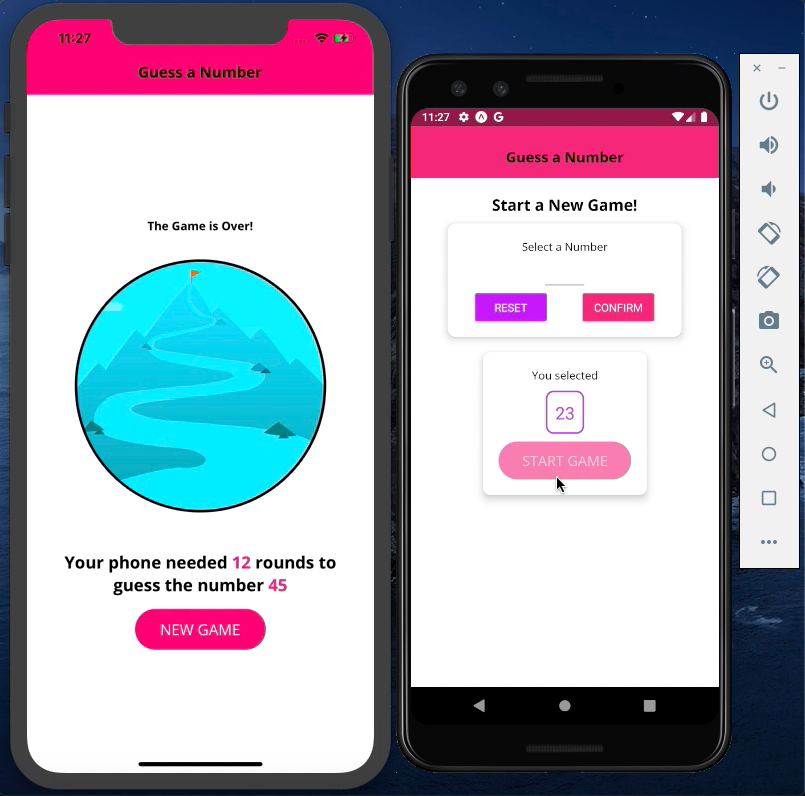 11:27
Guess a Number
The Game is Over!
Your phone needed 12 rounds to
guess the number 45
NEW GAME
11:27 G
Guess a Number
Start a New Game!
Select a Number
RESET CONFIRM
You selected
23
START GAME